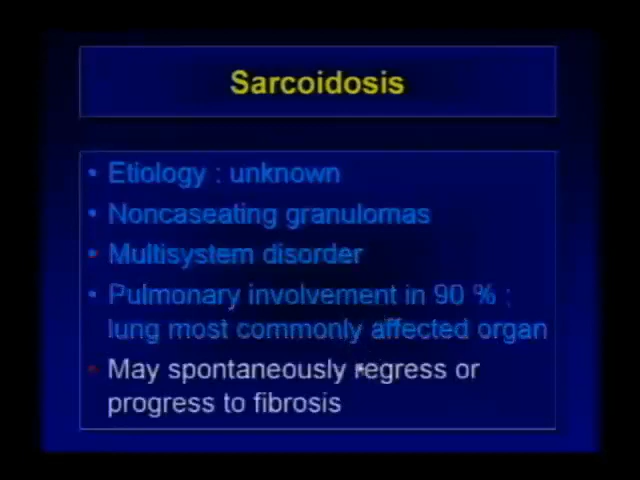 Sarcoidosis
• Etiology : unknown
• Noncaseating granulomas
• Multisystem disorder
• Pulmonary involvement in 90 % ;
lung most commonly affected organ
• May spontaneously regress or
progress to fibrosis